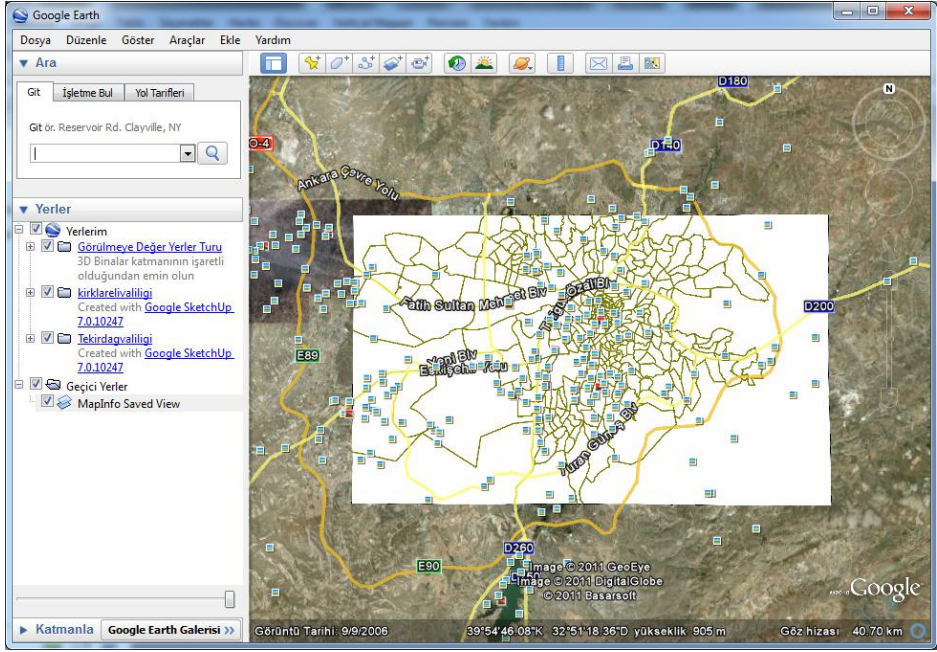 Google Earth
Dosya Düzenle Göster Araçlar Ekle Yardım
Ara
Git İşletme Bul Yol Tarifleri
Git ör. Reservoir Rd. Clayville, NY
Yerler
Yerlerim
Görülmeye Değer Yerler Turu
3D Binalar katmanının işaretli
olduğundan emin olun
kirklarelivaliligi
Created with Google SketchUp
7.0.10247
Tekirdagvaliligi
Created with Google SketchUp
7.0.10247
Geçici Yerler
MapInfo Saved View
Katmanla Google Earth Galerisi >>
D180
N
O-4
D140
Ankara Çevre Yolu
Fatih Sultan Mehmet Blv
Özal Bl
D200
E89
Yeni Blv
Turan Güneş Blv
D260
E90
Image © 2011 GeoEye
Image © 2011 DigitalGlobe
© 2011 Basarsoft
Google
Görüntü Tarihi: 9/9/2006 39°54'46.08"K 32°51'18.36"D yükseklik 905 m Göz hizası 40.70 km